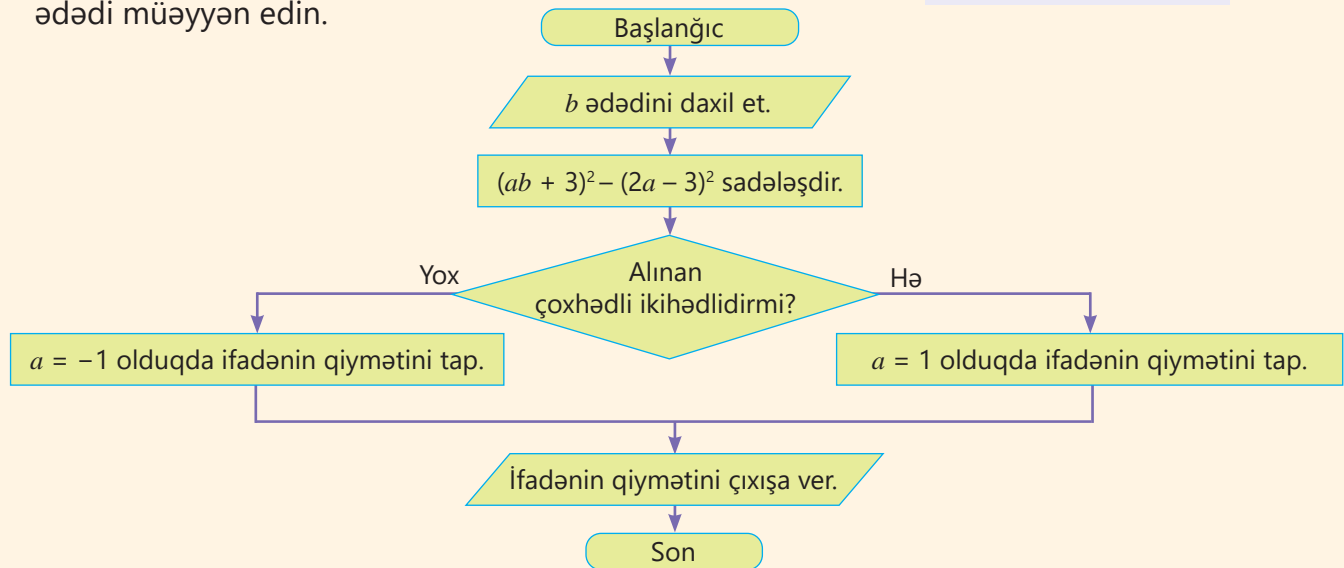 ədədi müəyyən edin.
Başlanğıc
b ədədini daxil et.
(ab + 3)² – (2a – 3)² sadələşdir.
Alınan
çoxhədli ikihədlidirmi?
Yox
Hə
a = −1 olduqda ifadənin qiymətini tap.
a = 1 olduqda ifadənin qiymətini tap.
İfadənin qiymətini çıxışa ver.
Son